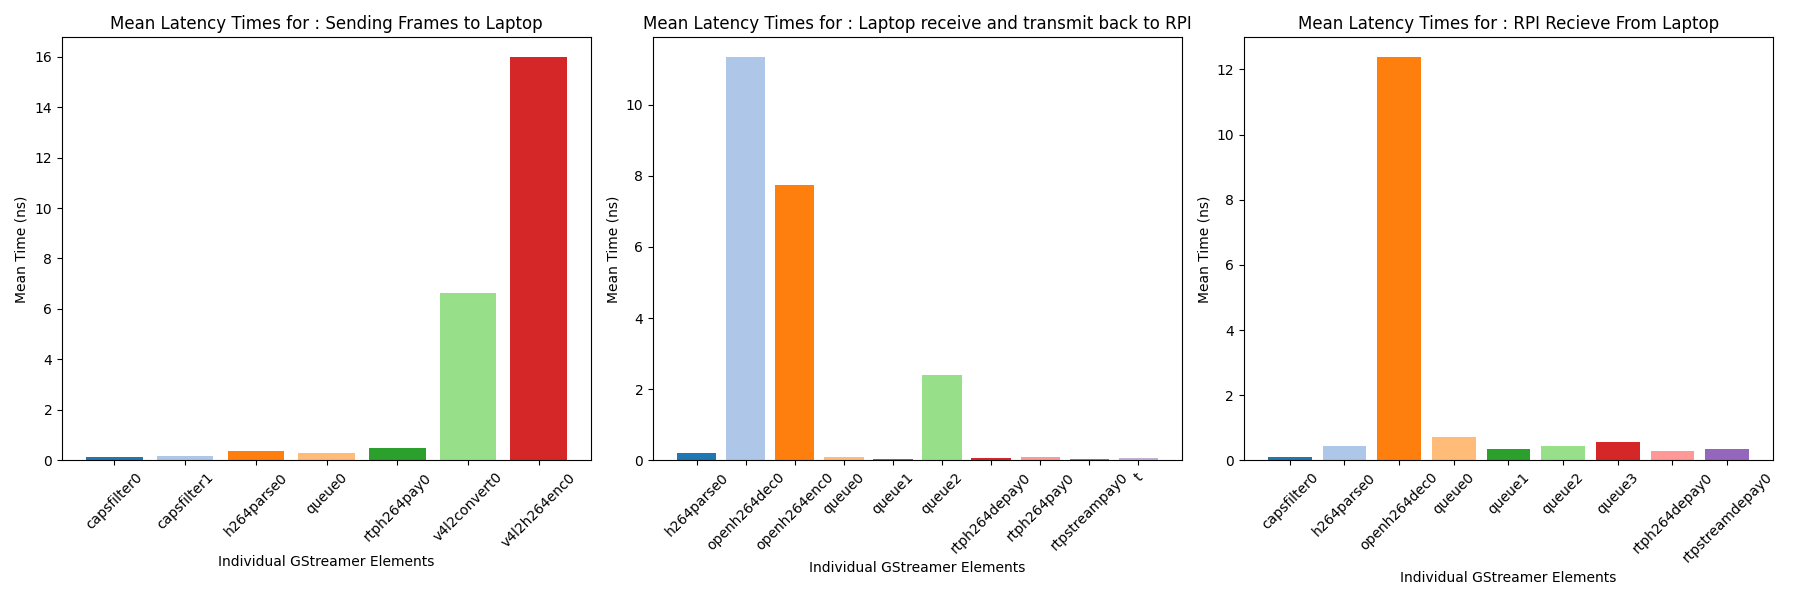 Mean Latency Times for : Sending Frames to Laptop
Mean Time (ns)
16
14
12
10
8
6
4
2
0
capsfilter0
capsfilter1
h264parse0
queue0
rtph264pay0
v4l2convert0
v4l2h264enc0
Individual GStreamer Elements
Mean Latency Times for : Laptop receive and transmit back to RPI
Mean Time (ns)
10
8
6
4
2
0
h264parse0
openh264dec0
openh264enc0
queue0
queue1
queue2
rtph264depay0
rtph264pay0
rtpstreampay0
t
Individual GStreamer Elements
Mean Latency Times for : RPI Recieve From Laptop
Mean Time (ns)
12
10
8
6
4
2
0
capsfilter0
h264parse0
openh264dec0
queue0
queue1
queue2
queue3
rtph264depay0
rtpstreamdepay0
Individual GStreamer Elements